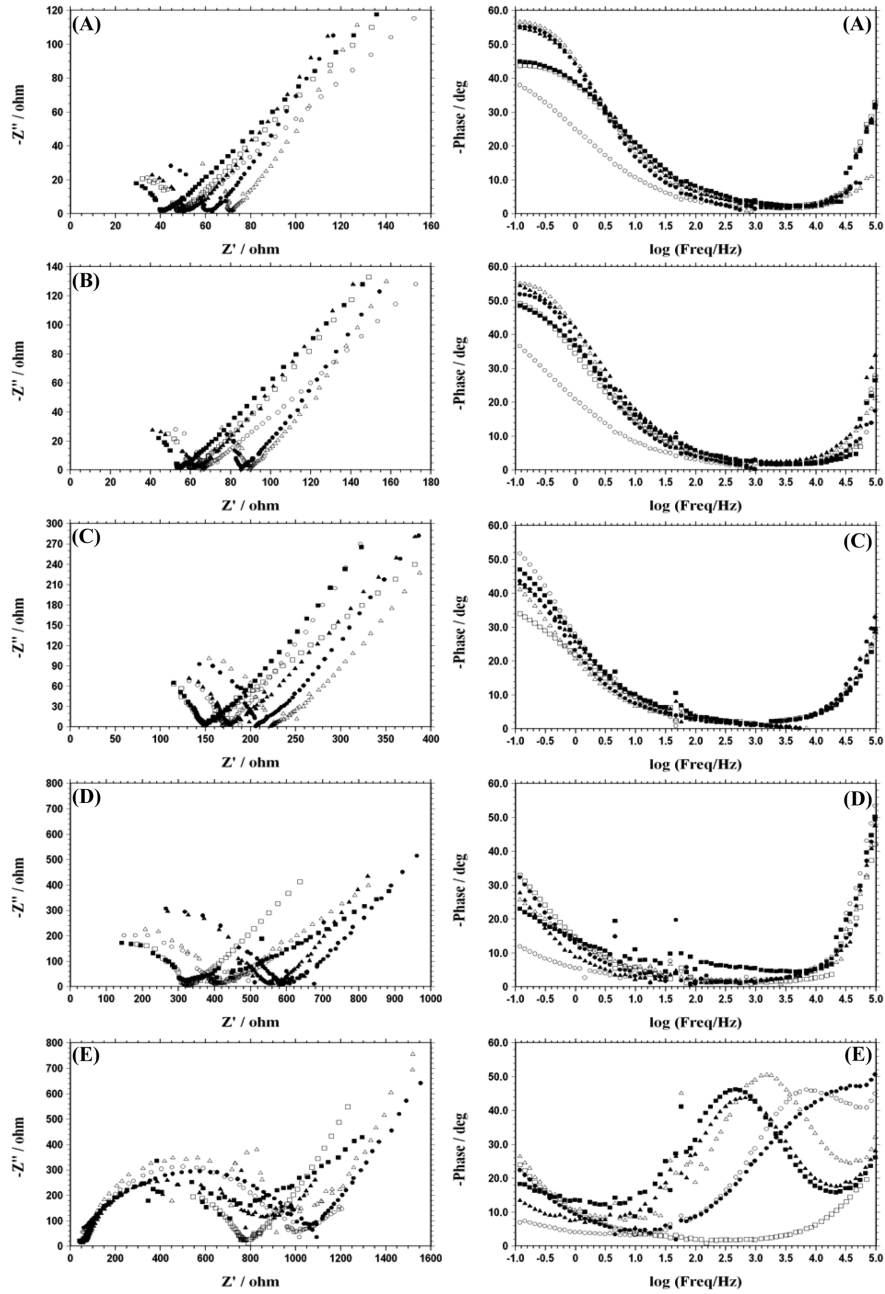 (A)
-Z'' / ohm
120
100
80
60
40
20
0
0 20 40 60 80 100 120 140 160
Z' / ohm
(A)
-Phase / deg
60.0
50.0
40.0
30.0
20.0
10.0
0
-1.0 -0.5 0 0.5 1.0 1.5 2.0 2.5 3.0 3.5 4.0 4.5 5.0
log (Freq/Hz)
(B)
-Z'' / ohm
140
120
100
80
60
40
20
0
0 20 40 60 80 100 120 140 160 180
Z' / ohm
(B)
-Phase / deg
60.0
50.0
40.0
30.0
20.0
10.0
0
-1.0 -0.5 0 0.5 1.0 1.5 2.0 2.5 3.0 3.5 4.0 4.5 5.0
log (Freq/Hz)
(C)
-Z'' / ohm
300
270
240
210
180
150
120
90
60
30
0
0 50 100 150 200 250 300 350 400
Z' / ohm
(C)
-Phase / deg
60.0
50.0
40.0
30.0
20.0
10.0
0
-1.0 -0.5 0 0.5 1.0 1.5 2.0 2.5 3.0 3.5 4.0 4.5 5.0
log (Freq/Hz)
(D)
-Z'' / ohm
800
700
600
500
400
300
200
100
0
0 100 200 300 400 500 600 700 800 900 1000
Z' / ohm
(D)
-Phase / deg
60.0
50.0
40.0
30.0
20.0
10.0
0
-1.0 -0.5 0 0.5 1.0 1.5 2.0 2.5 3.0 3.5 4.0 4.5 5.0
log (Freq/Hz)
(E)
-Z'' / ohm
800
700
600
500
400
300
200
100
0
0 200 400 600 800 1000 1200 1400 1600
Z' / ohm
(E)
-Phase / deg
60.0
50.0
40.0
30.0
20.0
10.0
0
-1.0 -0.5 0 0.5 1.0 1.5 2.0 2.5 3.0 3.5 4.0 4.5 5.0
log (Freq/Hz)